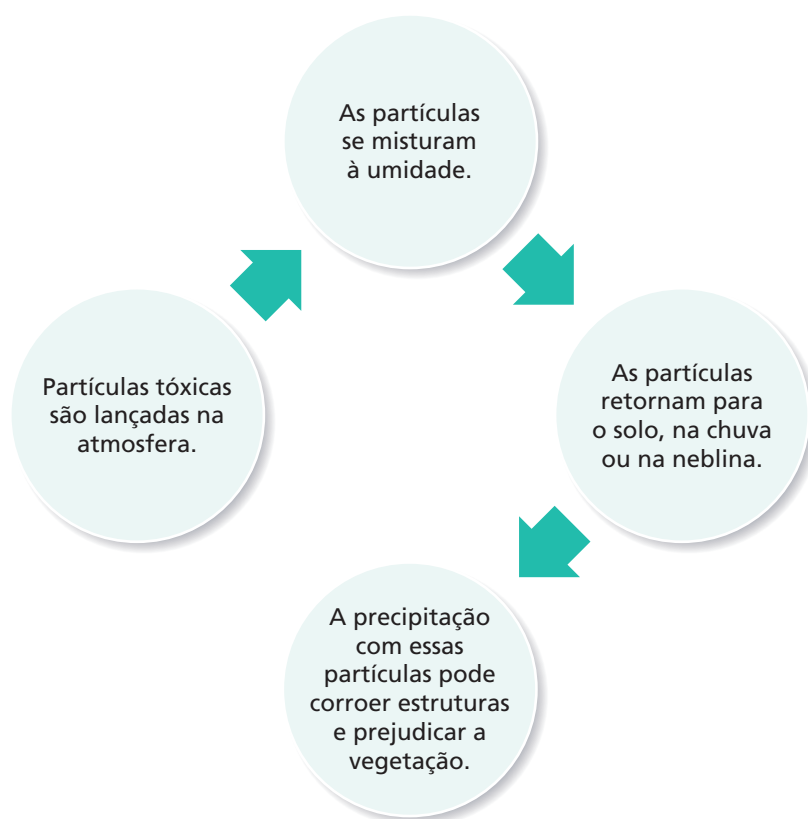 As partículas
se misturam
à umidade.
Partículas tóxicas
são lançadas na
atmosfera.
As partículas
retornam para
o solo, na chuva
ou na neblina.
A precipitação
com essas
partículas pode
corroer estruturas
e prejudicar a
vegetação.